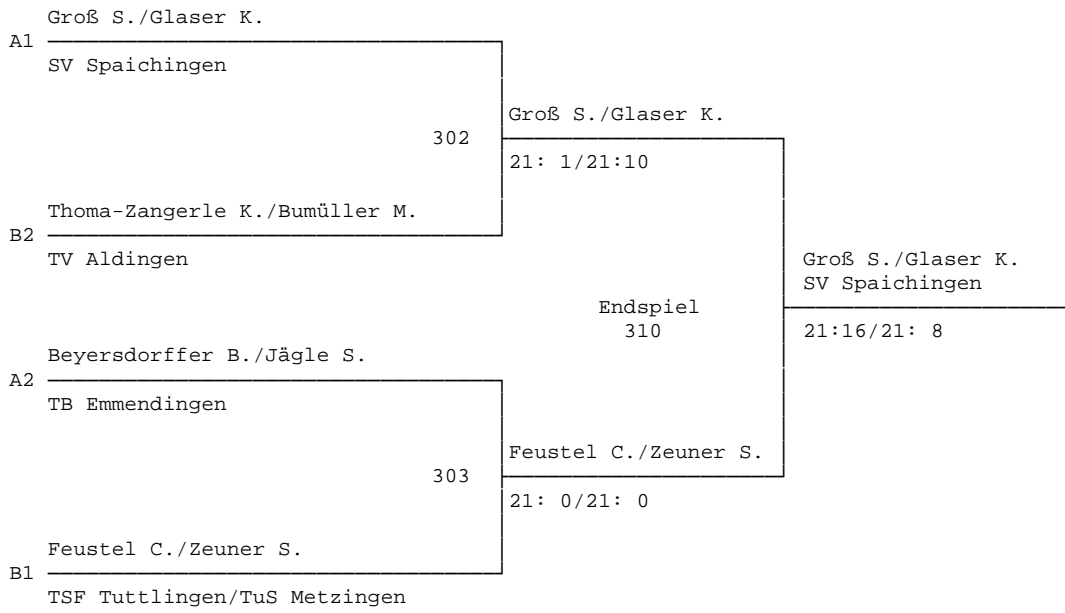 Groß S./Glaser K.
A1
SV Spaichingen
Groß S./Glaser K.
302
21: 1/21:10
Thoma-Zangerle K./Bumüller M.
B2
TV Aldingen
Groß S./Glaser K.
SV Spaichingen
Endspiel
310
21:16/21: 8
Beyersdorffer B./Jägle S.
A2
TB Emmendingen
Feustel C./Zeuner S.
303
21: 0/21: 0
Feustel C./Zeuner S.
B1
TSF Tuttlingen/TuS Metzingen